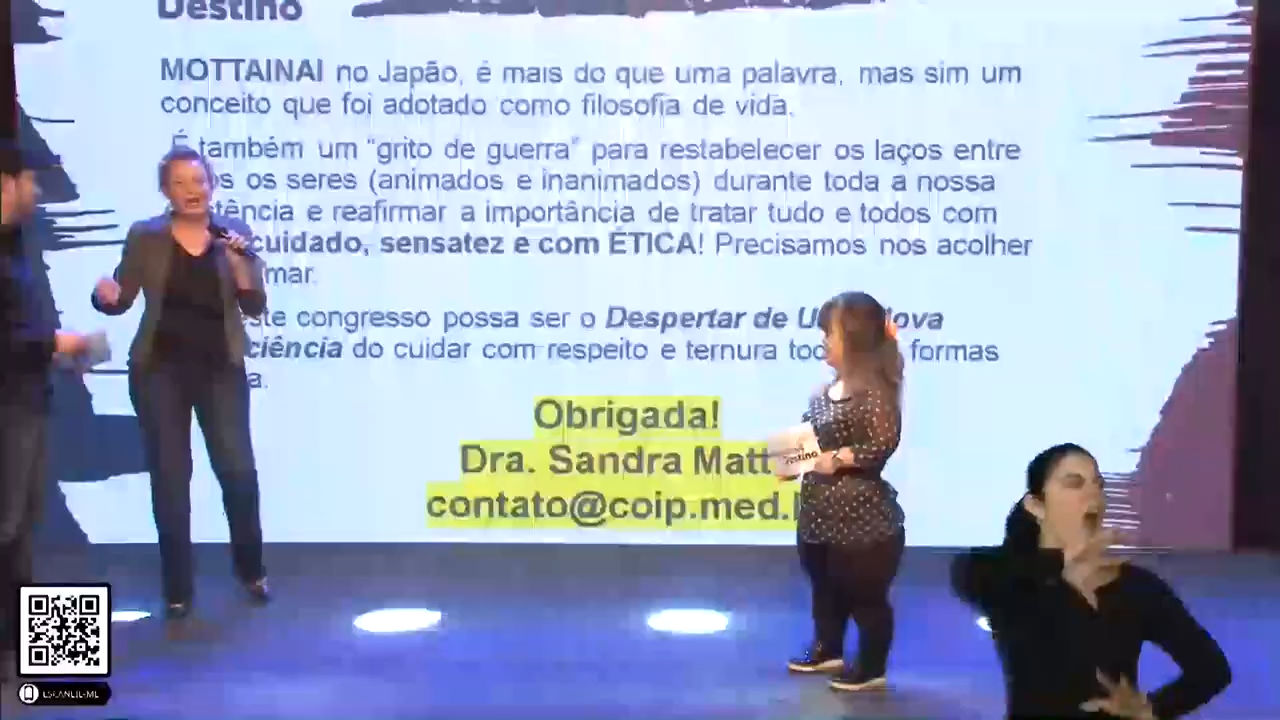 Destino
MOTTAINAI no Japão, é mais do que uma palavra, mas sim um
conceito que foi adotado como filosofia de vida.
É também um “grito de guerra” para restabelecer os laços entre
os seres (animados e inanimados) durante toda a nossa
e reafirmar a importância de tratar tudo e todos com
cuidado, sensatez e com ÉTICA! Precisamos nos acolher
congresso possa ser o Despertar de
do cuidar com respeito e ternura formas
Obrigada!
Dra. Sandra
contato@coip.med.
Destino
ESCANEIE-ME